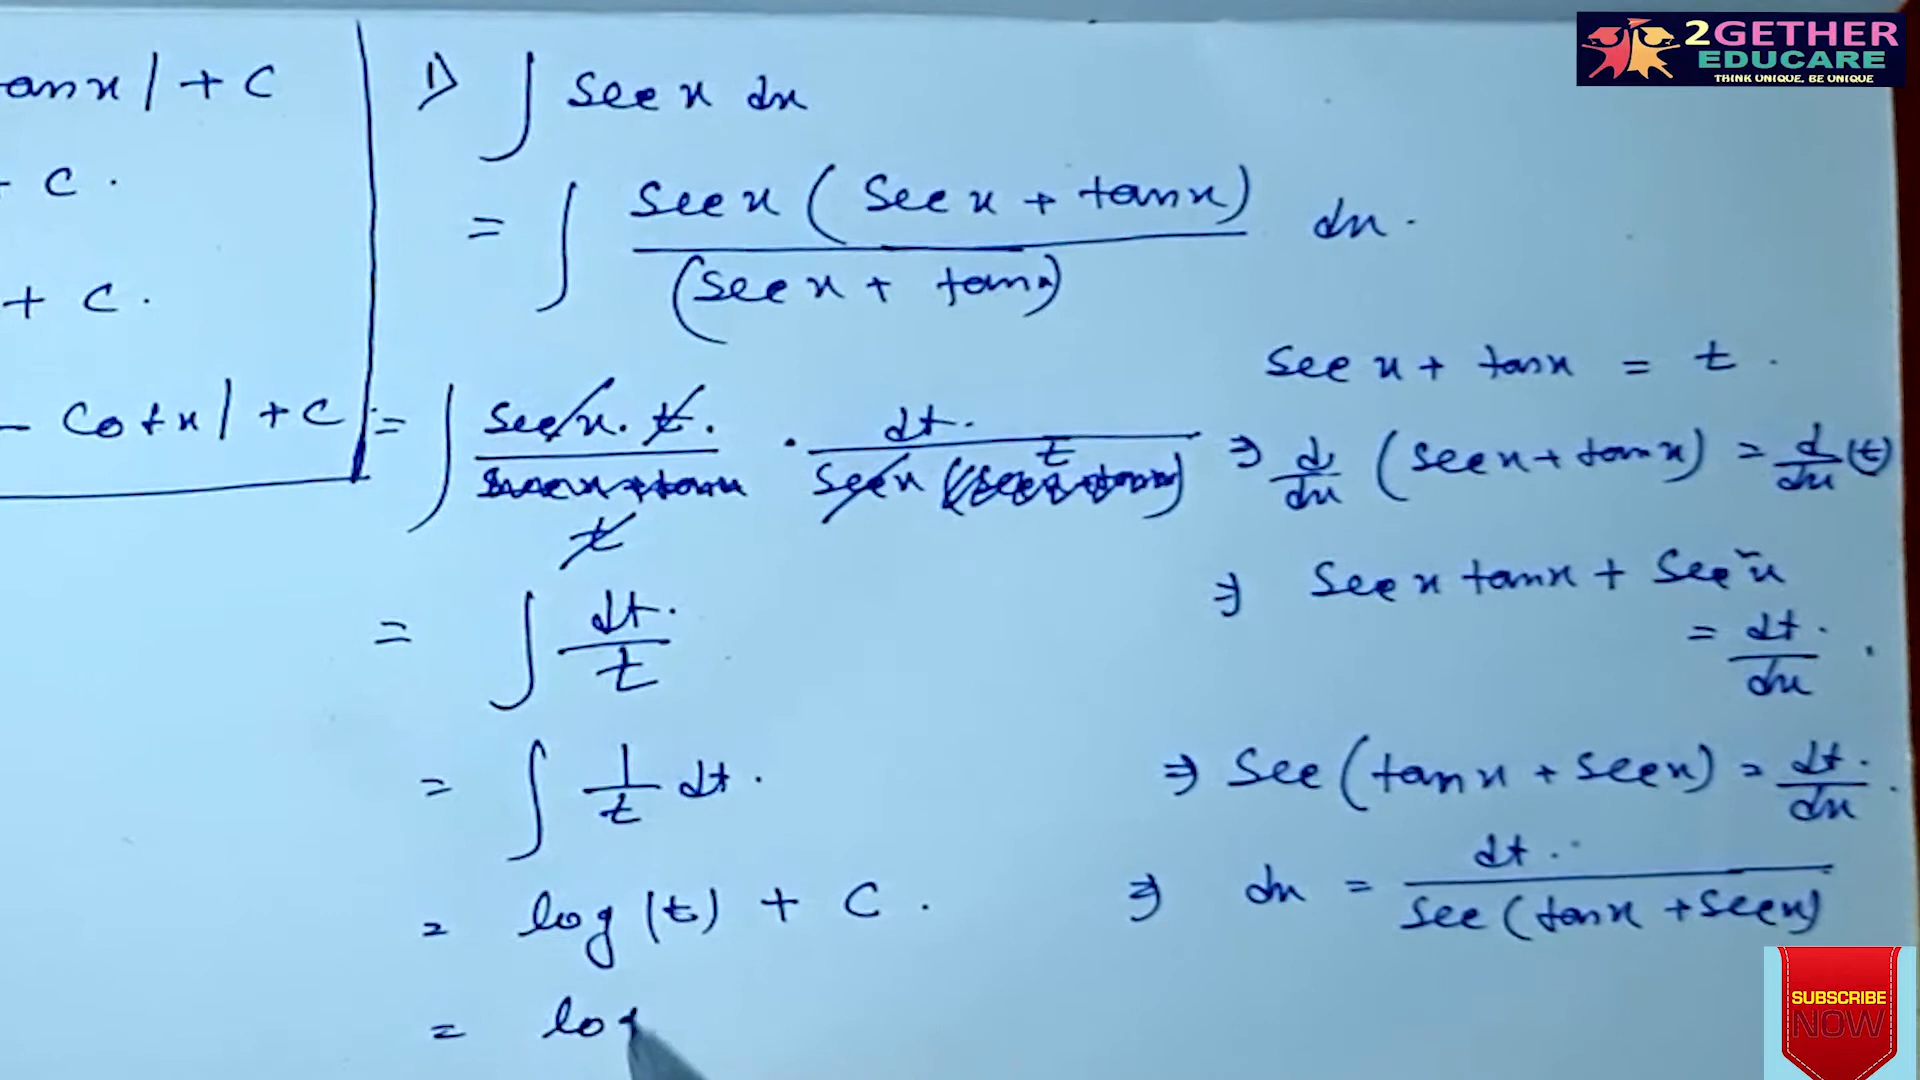 2GETHER
EDUCARE
THINK UNIQUE, BE UNIQUE
anx| + C
+ C.
+ C.
- Cotx| + C
1) ∫ Sec x dx
= ∫ Sec x (Sec x + tan x) / (Sec x + tan x) dx.
= ∫ Sec x. t. / t . dt. / Sec x t
= ∫ dt. / t
= ∫ 1/t dt.
= log |t| + C.
= log
Sec x + tan x = t.
⇒ d/dx (Sec x + tan x) = d/dx (t)
⇒ Sec x tan x + Sec² x
= dt. / dx
⇒ Sec (tan x + Sec x) = dt. / dx.
⇒ dx = dt. / Sec (tan x + Sec x)
SUBSCRIBE
NOW